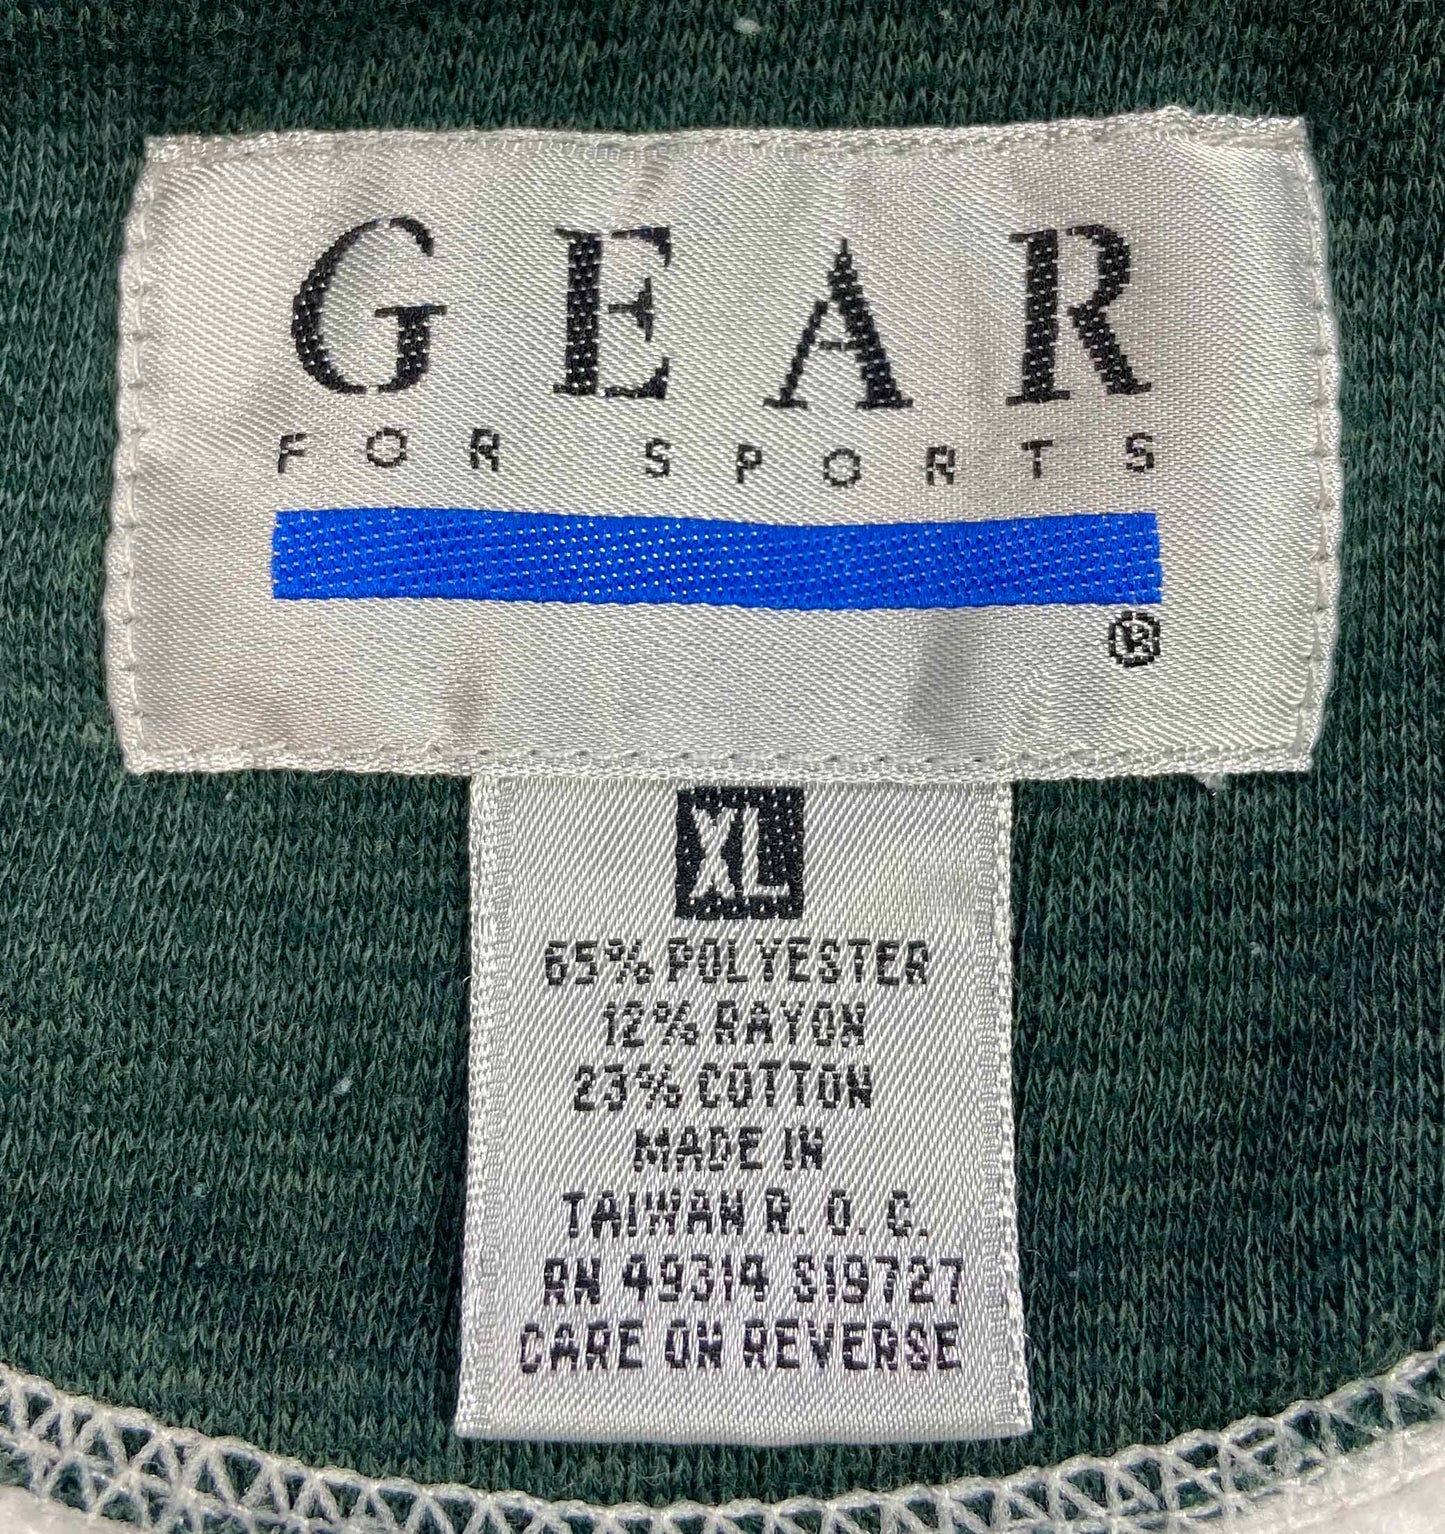 GEAR
FOR SPORTS
®
XL
65% POLYESTER
12% RAYON
23% COTTON
MADE IN
TAIWAN R. O. C.
RN 49314 S19727
CARE ON REVERSE